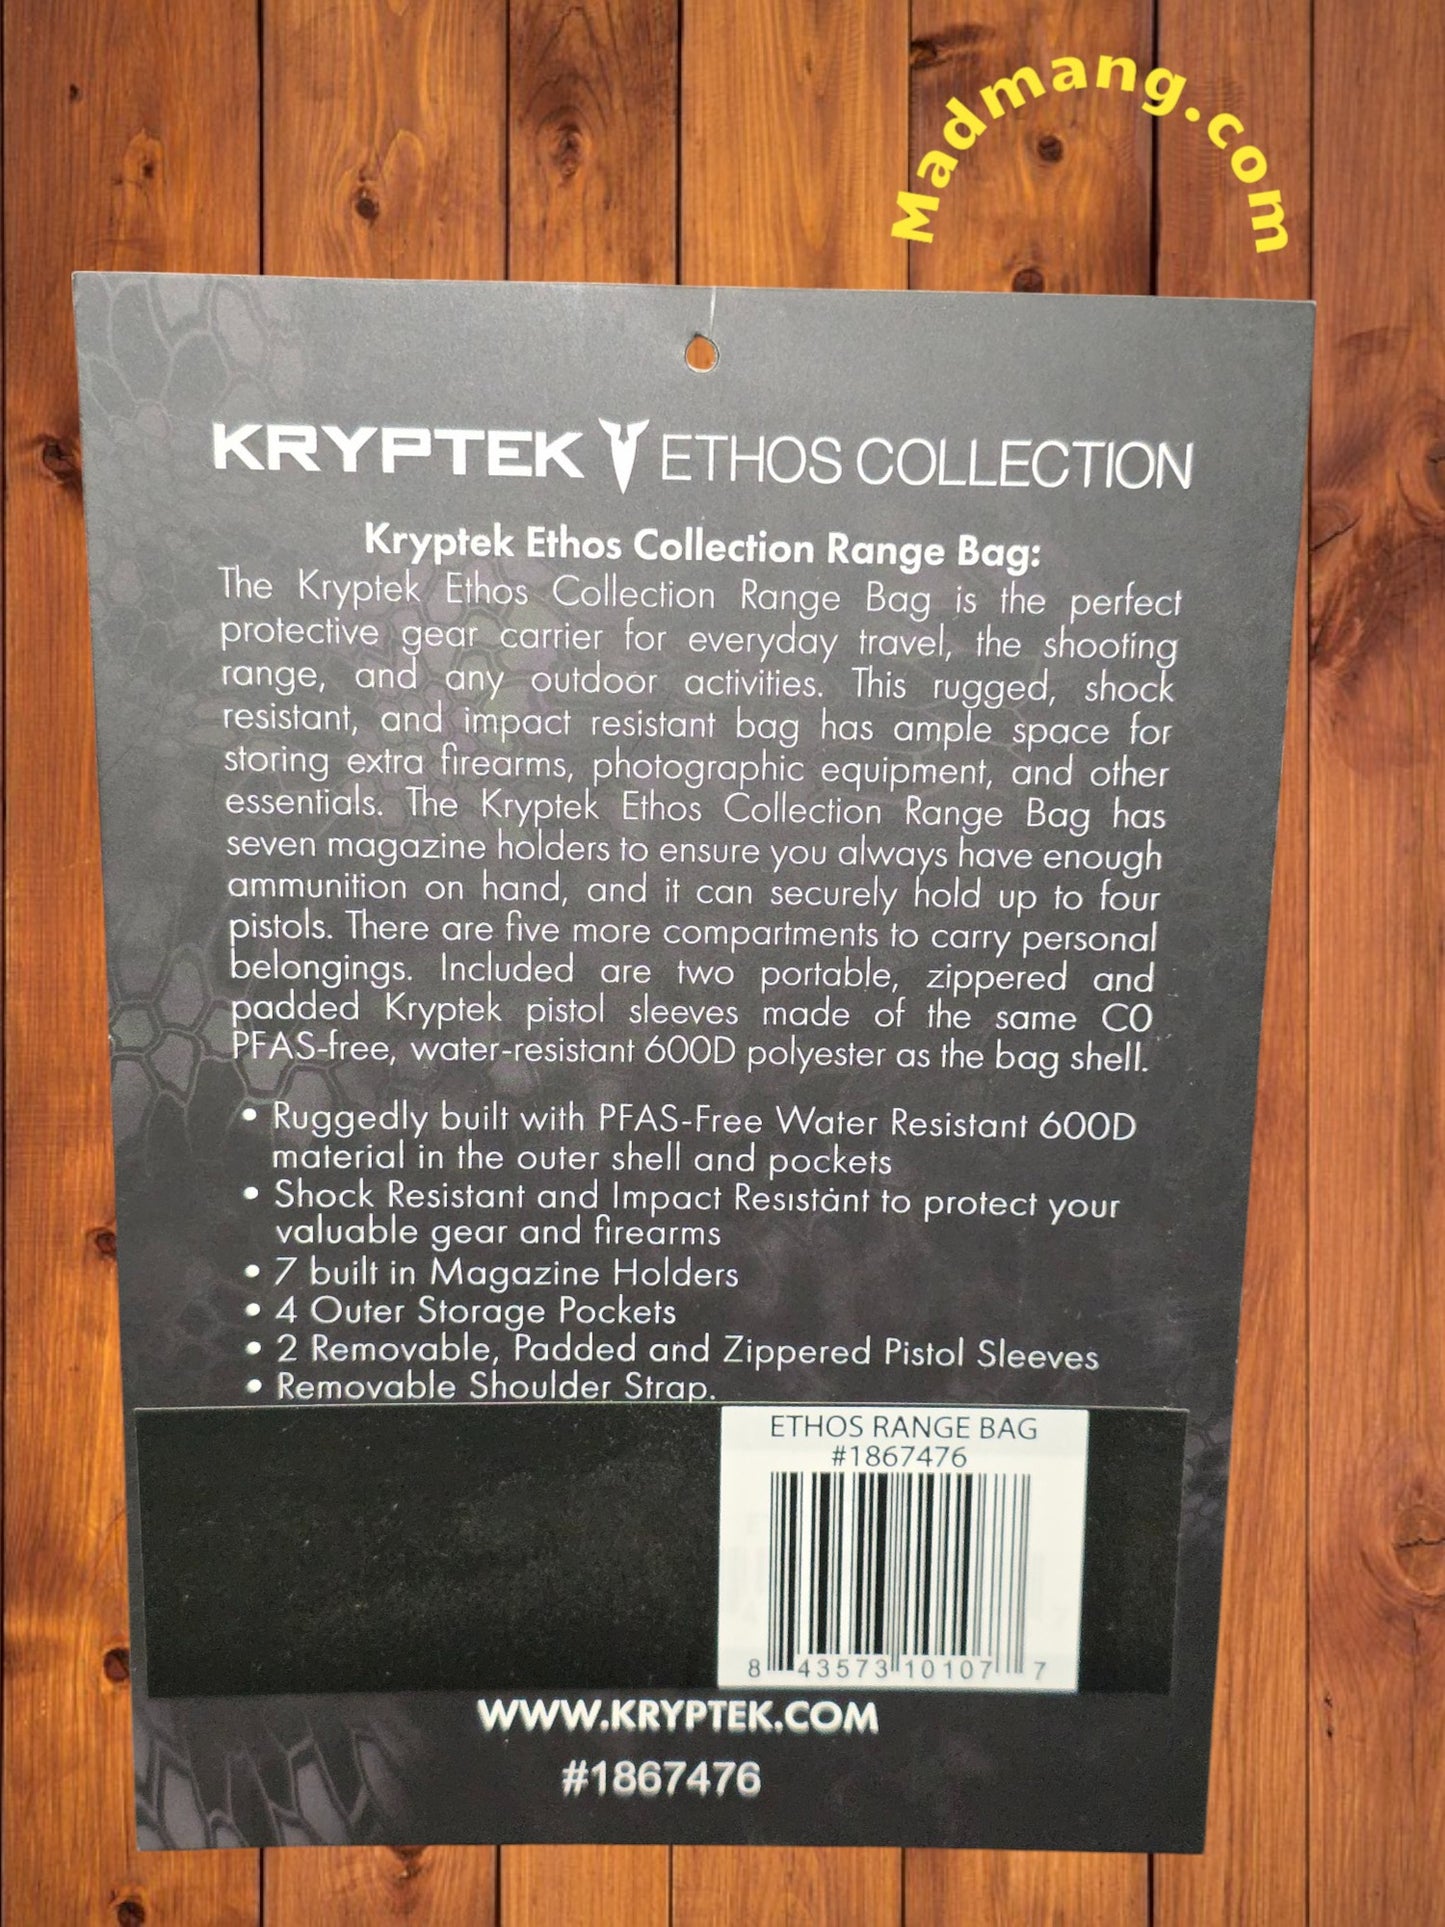 Madmang.com
KRYPTEK ETHOS COLLECTION
Kryptek Ethos Collection Range Bag:
The Kryptek Ethos Collection Range Bag is the perfect
protective gear carrier for everyday travel, the shooting
range, and any outdoor activities. This rugged, shock
resistant, and impact resistant bag has ample space for
storing extra firearms, photographic equipment, and other
essentials. The Kryptek Ethos Collection Range Bag has
seven magazine holders to ensure you always have enough
ammunition on hand, and it can securely hold up to four
pistols. There are five more compartments to carry personal
belongings. Included are two portable, zippered and
padded Kryptek pistol sleeves made of the same C0
PFAS-free, water-resistant 600D polyester as the bag shell.
• Ruggedly built with PFAS-Free Water Resistant 600D
material in the outer shell and pockets
• Shock Resistant and Impact Resistant to protect your
valuable gear and firearms
• 7 built in Magazine Holders
• 4 Outer Storage Pockets
• 2 Removable, Padded and Zippered Pistol Sleeves
• Removable Shoulder Strap.
ETHOS RANGE BAG
#1867476
8 43573 10107 7
WWW.KRYPTEK.COM
#1867476